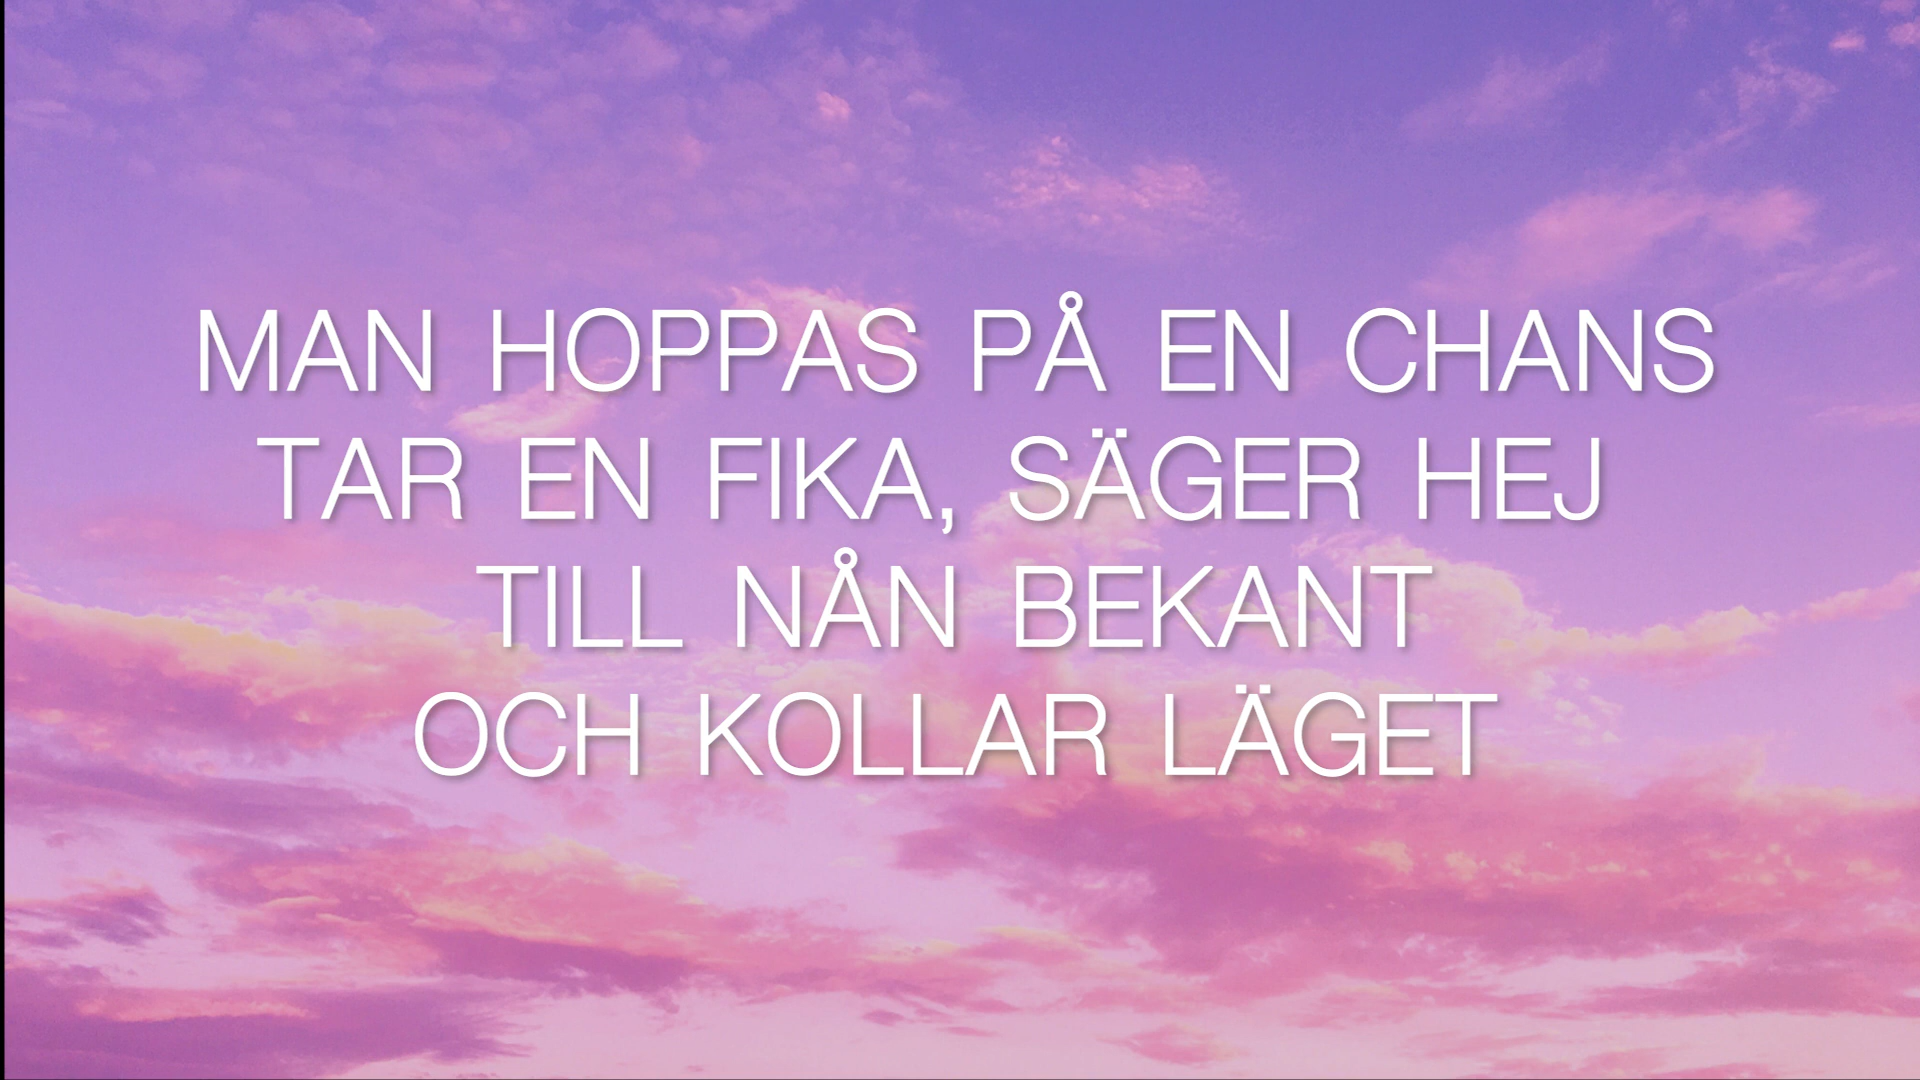 MAN HOPPAS PÅ EN CHANS
TAR EN FIKA, SÄGER HEJ
TILL NÅN BEKANT
OCH KOLLAR LÄGET